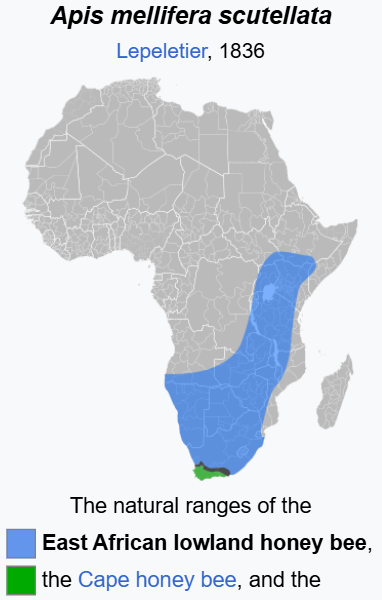 Apis mellifera scutellata
Lepeletier, 1836
The natural ranges of the
East African lowland honey bee,
the Cape honey bee, and the